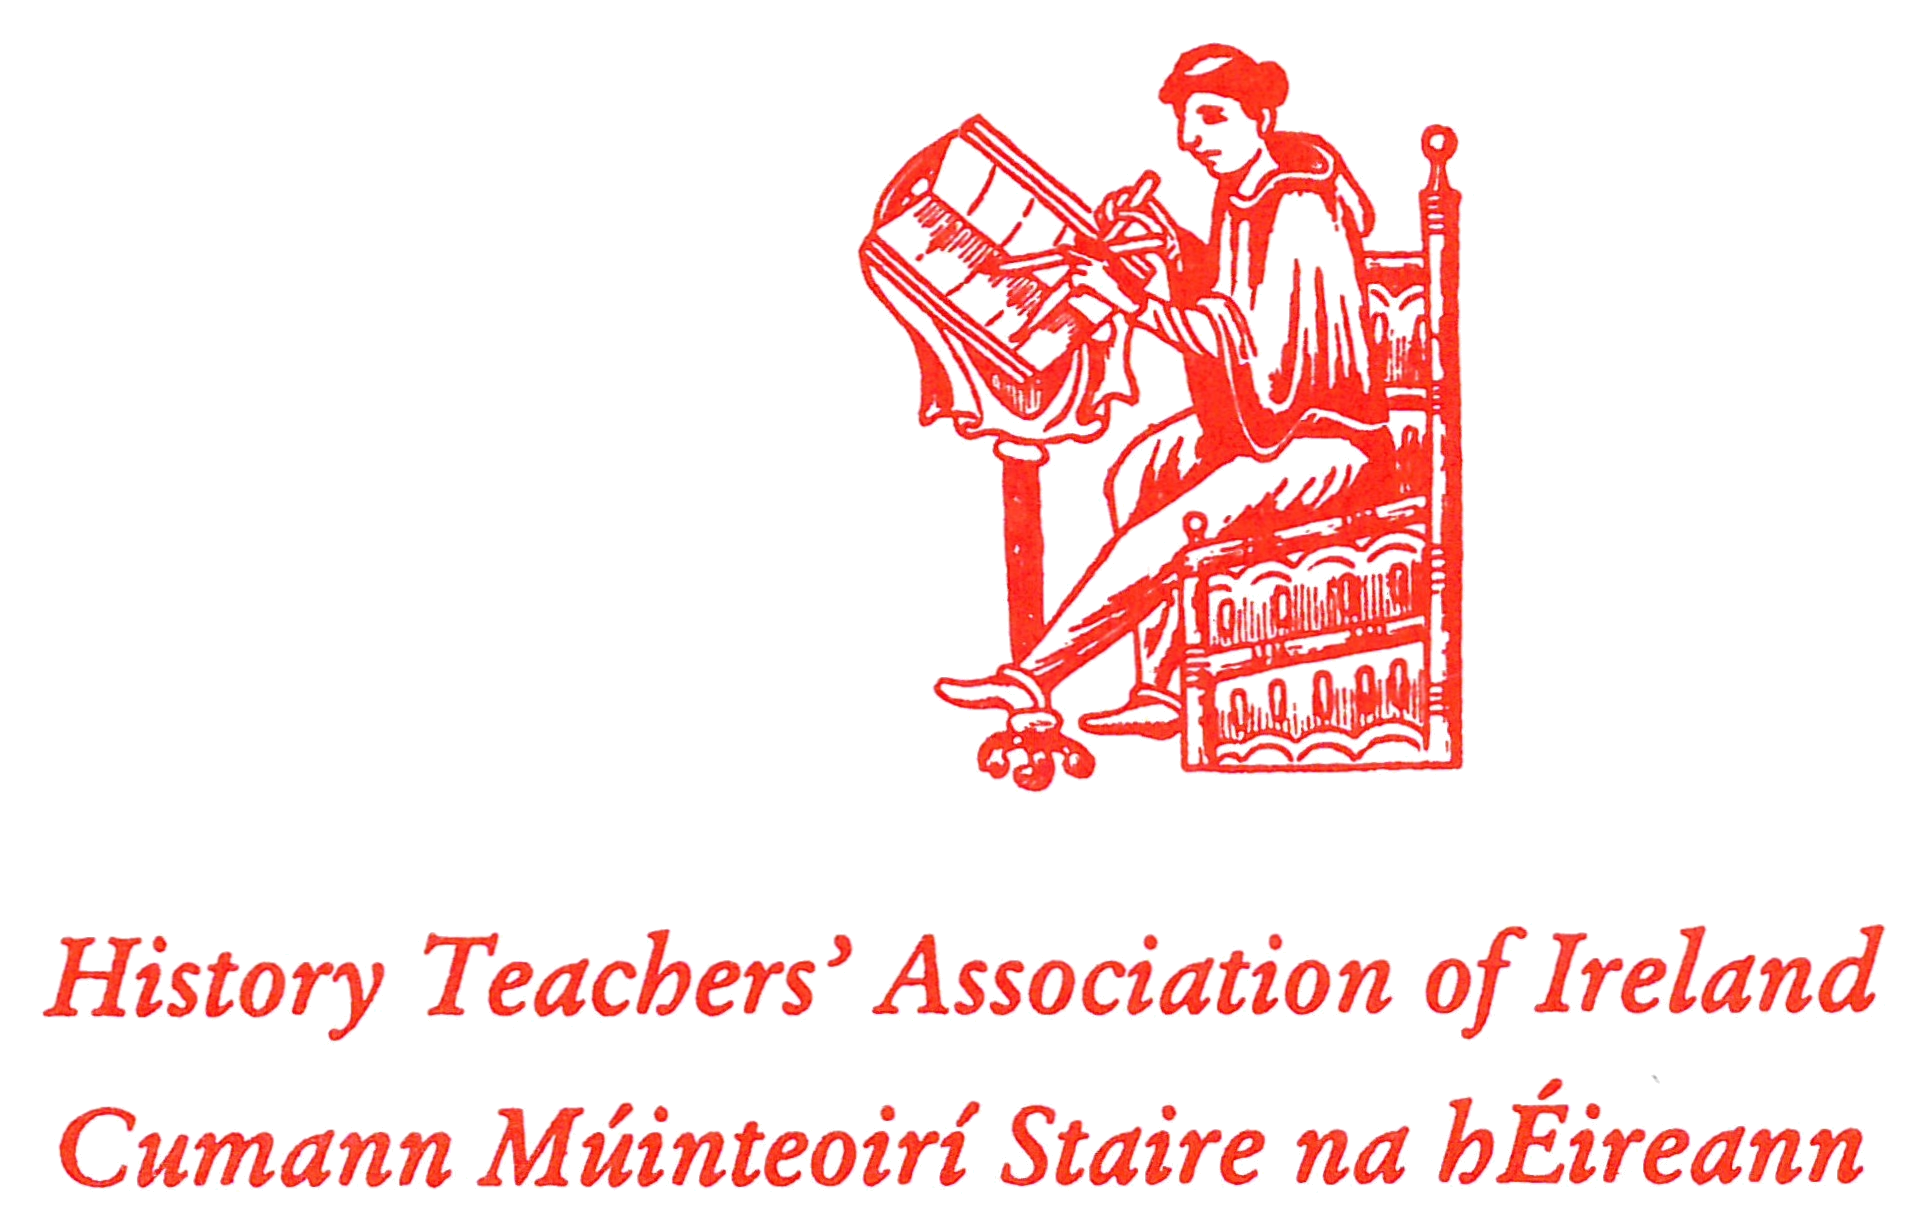 History Teachers’ Association of Ireland
Cumann Múinteoirí Staire na hÉireann